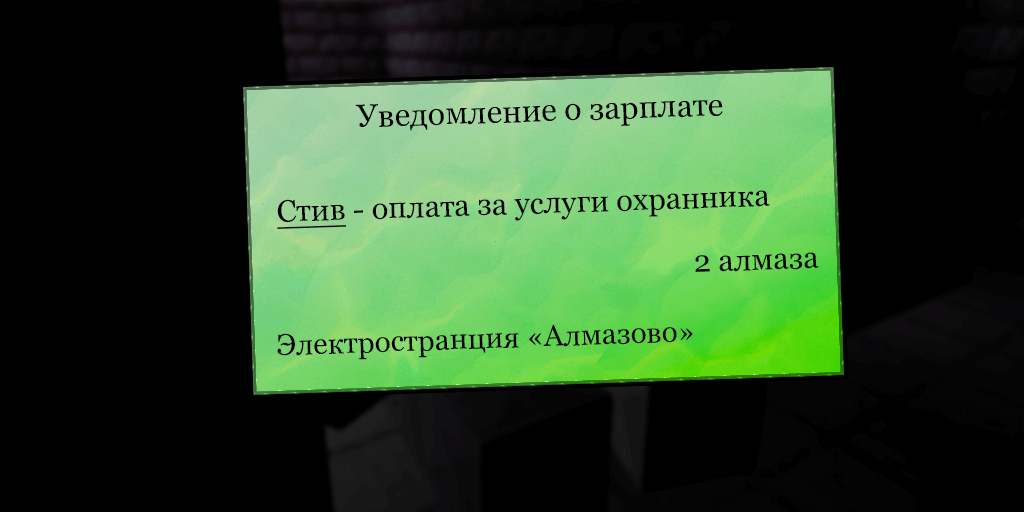 Уведомление о зарплате
Стив - оплата за услуги охранника
2 алмаза
Электространция «Алмазово»